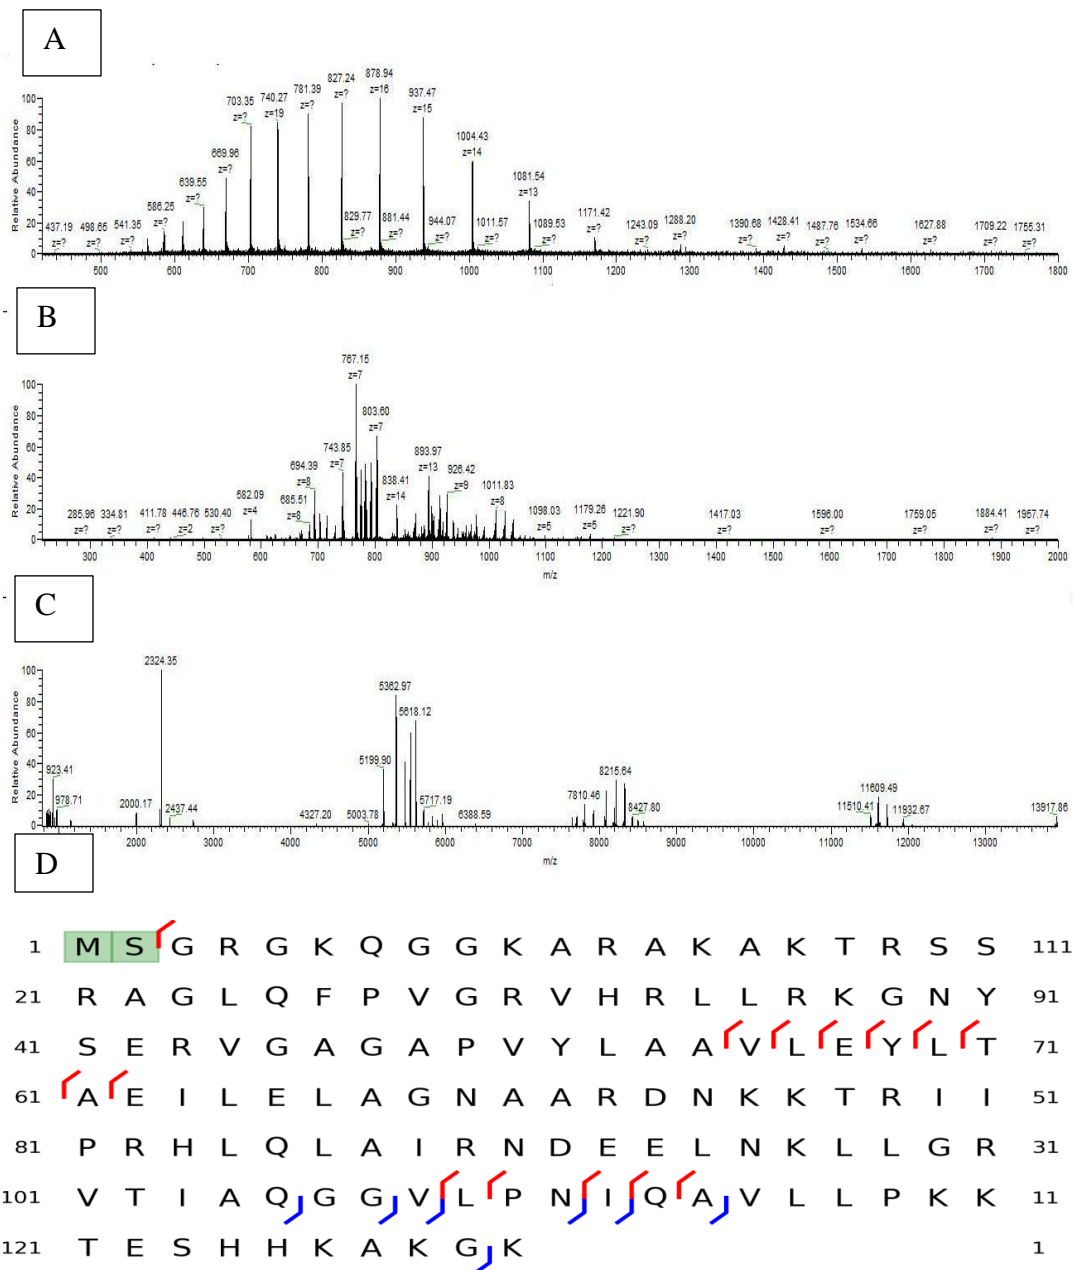 A
827.24 878.94
z=? z=16
703.35 740.27 781.39 937.47
z=? z=19 z=? z=15
1004.43
z=14
669.96
z=?
639.55 1081.54
z=? z=13
586.25
z=?
437.19 498.65 541.35 829.77 881.44 944.07 1011.57 1089.53 1171.42 1243.09 1288.20 1390.68 1428.41 1487.76 1534.66 1627.88 1709.22 1755.31
z=? z=? z=? z=? z=? z=? z=? z=? z=? z=? z=? z=? z=? z=? z=? z=? z=? z=?
Relative Abundance
100
80
60
40
20
0
500 600 700 800 900 1000 1100 1200 1300 1400 1500 1600 1700 1800
B
767.15
z=7
803.60
z=7
743.85 893.97
z=7 z=13
694.39 926.42
z=8 z=9
838.41
z=14
582.09 685.51 1011.83
z=4 z=8 z=8
285.96 334.81 411.78 446.76 530.40 1098.03 1179.26 1221.90 1417.03 1596.00 1759.05 1884.41 1957.74
z=? z=? z=? z=2 z=? z=5 z=5 z=? z=? z=? z=? z=? z=?
Relative Abundance
100
80
60
40
20
0
300 400 500 600 700 800 900 1000 1100 1200 1300 1400 1500 1600 1700 1800 1900 2000
m/z
C
2324.35
5362.97
5618.12
5199.90
923.41 8215.64
978.71 2000.17 2437.44 4327.20 5003.78 5717.19 6388.59 7810.46 8427.80 11510.41 11609.49 11932.67 13917.86
Relative Abundance
100
80
60
40
20
0
2000 3000 4000 5000 6000 7000 8000 9000 10000 11000 12000 13000
m/z
D
1 M S G R G K Q G G K A R A K A K T R S S 111
21 R A G L Q F P V G R V H R L L R K G N Y 91
41 S E R V G A G A P V Y L A A V L E Y L T 71
61 A E I L E L A G N A A R D N K K T R I I 51
81 P R H L Q L A I R N D E E L N K L L G R 31
101 V T I A Q G G V L P N I Q A V L L P K K 11
121 T E S H H K A K G K 1